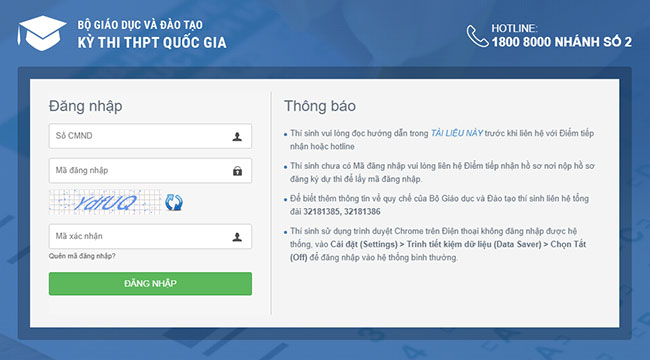 BỘ GIÁO DỤC VÀ ĐÀO TẠO
KỲ THI THPT QUỐC GIA
HOTLINE:
1800 8000 NHÁNH SỐ 2
Đăng nhập
Số CMND
Mã đăng nhập
YdfUQ
Mã xác nhận
Quên mã đăng nhập?
ĐĂNG NHẬP
Thông báo
Thí sinh vui lòng đọc hướng dẫn trong TÀI LIỆU NÀY trước khi liên hệ với Điểm tiếp
nhận hoặc hotline
Thí sinh chưa có Mã đăng nhập vui lòng liên hệ Điểm tiếp nhận hồ sơ nơi nộp hồ sơ
đăng ký dự thi để lấy mã đăng nhập.
Để biết thêm thông tin về quy chế của Bộ Giáo dục và Đào tạo thí sinh liên hệ tổng
đài 32181385, 32181386
Thí sinh sử dụng trình duyệt Chrome trên Điện thoại không đăng nhập được hệ
thống, vào Cài đặt (Settings) > Trình tiết kiệm dữ liệu (Data Saver) > Chọn Tắt
(Off) để đăng nhập vào hệ thống bình thường.